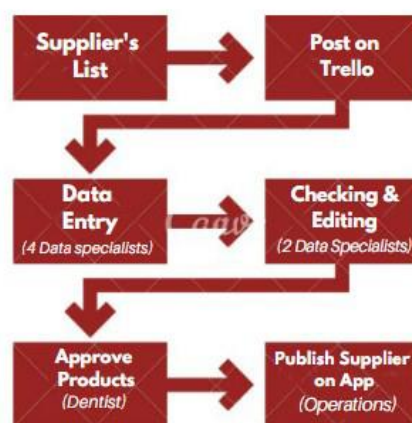 Supplier's
List
Post on
Trello
Data
Entry
(4 Data specialists)
Checking &
Editing
(2 Data Specialists)
Approve
Products
(Dentist)
Publish Supplier
on App
(Operations)